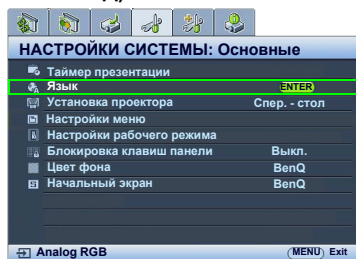 НАСТРОЙКИ СИСТЕМЫ: Основные
Таймер презентации
Язык ENTER
Установка проектора Спер. - стол
Настройки меню
Настройки рабочего режима
Блокировка клавиш панели Выкл.
Цвет фона BenQ
Начальный экран BenQ
Analog RGB MENU Exit